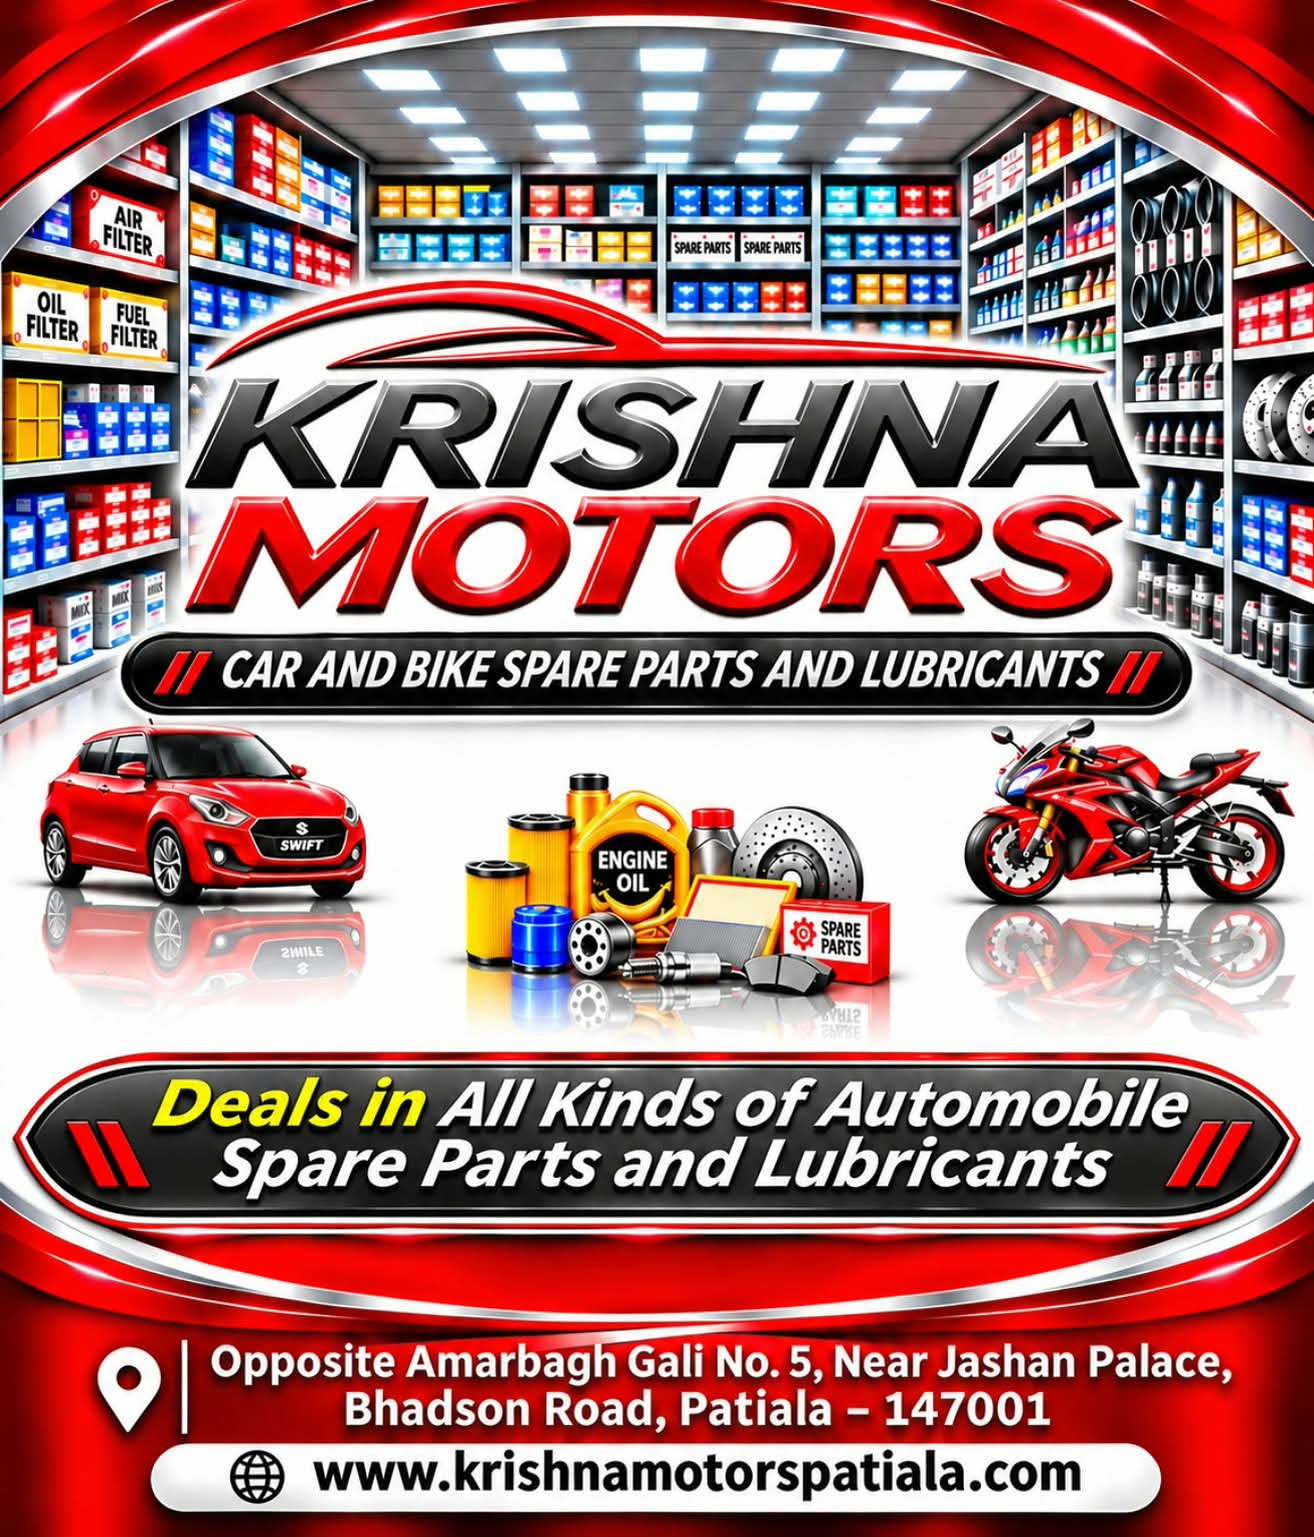 AIR
FILTER
OIL
FILTER
FUEL
FILTER
SPARE PARTS SPARE PARTS
KRISHNA
MOTORS
CAR AND BIKE SPARE PARTS AND LUBRICANTS
SWIFT
ENGINE
OIL
SPARE
PARTS
Deals in All Kinds of Automobile
Spare Parts and Lubricants
Opposite Amarbagh Gali No. 5, Near Jashan Palace,
Bhadson Road, Patiala – 147001
www.krishnamotorspatiala.com